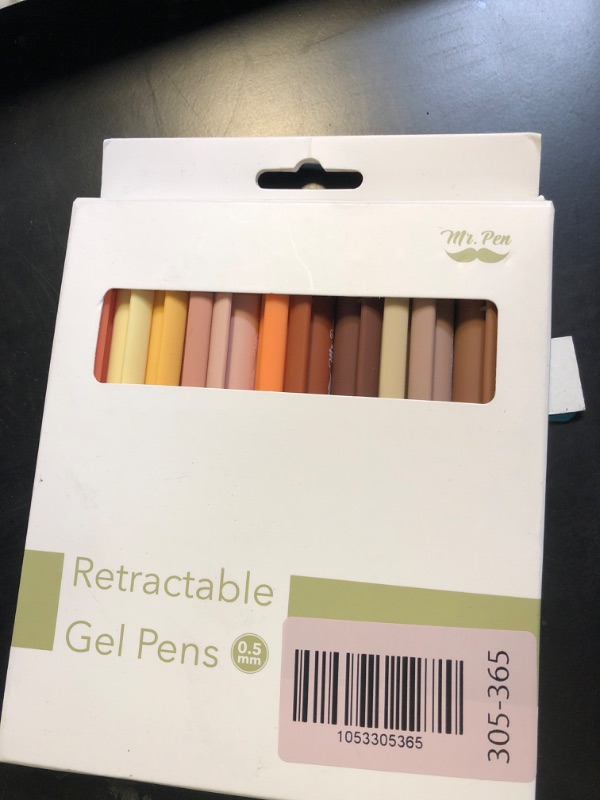 Mr. Pen
Retractable
Gel Pens
0.5
mm
1053305365
305-365